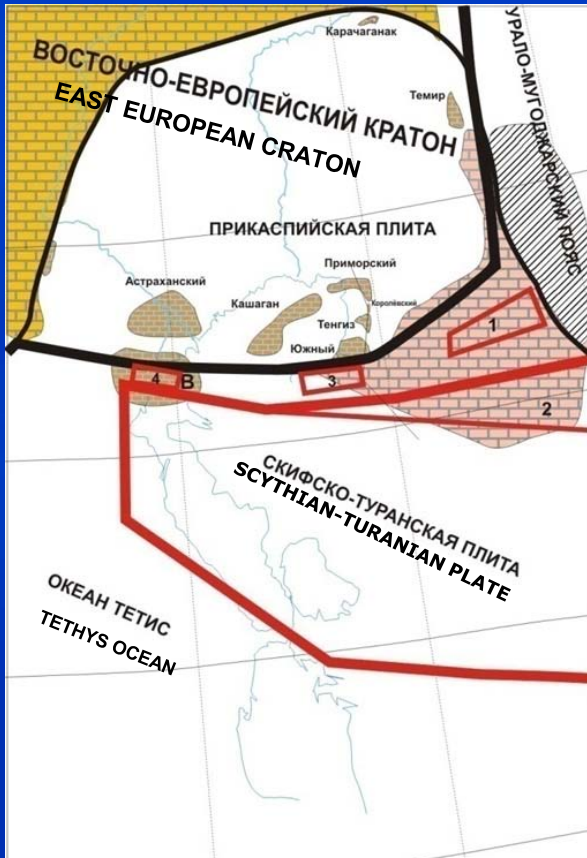 Карачаганак
ВОСТОЧНО-ЕВРОПЕЙСКИЙ КРАТОН
EAST EUROPEAN CRATON
Темир
УРАЛО-МУГОДЖАРСКИЙ ПОЯС
ПРИКАСПИЙСКАЯ ПЛИТА
Астраханский
Приморский
Кашаган
Королевский
Тенгиз
Южный
1
4
В
3
2
СКИФСКО-ТУРАНСКАЯ ПЛИТА
SCYTHIAN-TURANIAN PLATE
ОКЕАН ТЕТИС
TETHYS OCEAN